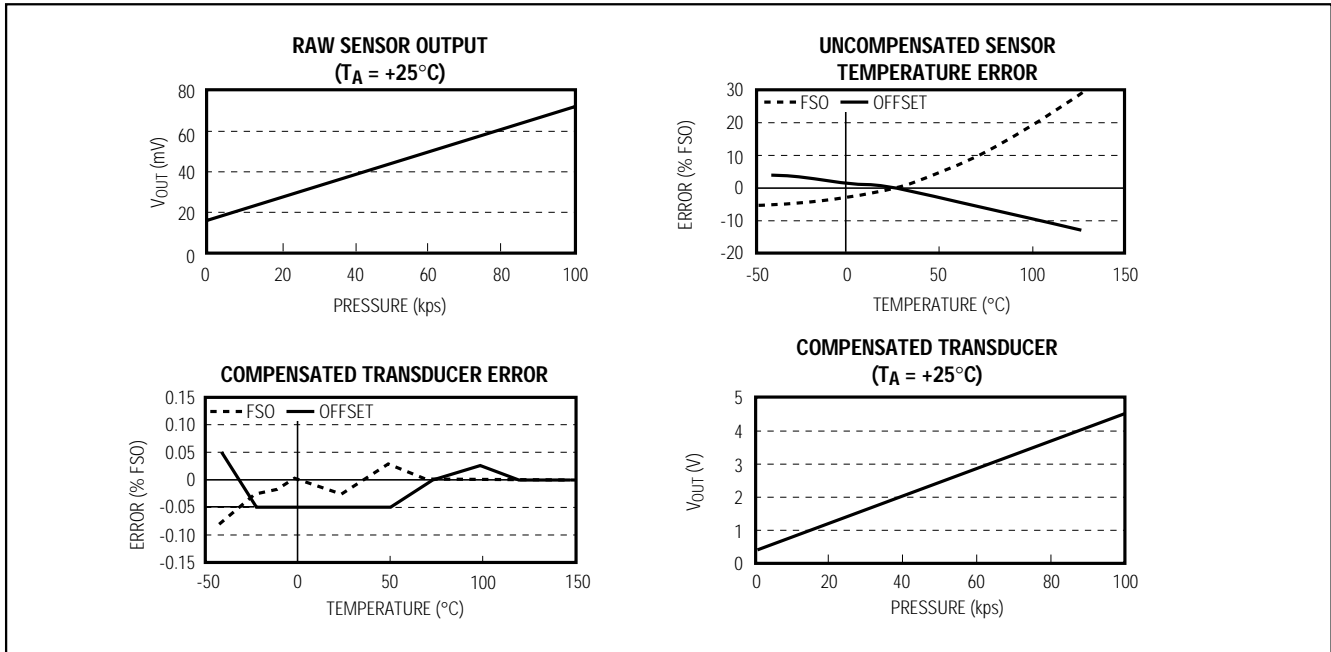 RAW SENSOR OUTPUT
(TA = +25°C)
80
60
40
20
0
VOUT (mV)
0 20 40 60 80 100
PRESSURE (kps)
UNCOMPENSATED SENSOR
TEMPERATURE ERROR
30
20
10
0
-10
-20
FSO OFFSET
ERROR (% FSO)
-50 0 50 100 150
TEMPERATURE (°C)
COMPENSATED TRANSDUCER ERROR
0.15
0.10
0.05
0
-0.05
-0.10
-0.15
FSO OFFSET
ERROR (% FSO)
-50 0 50 100 150
TEMPERATURE (°C)
COMPENSATED TRANSDUCER
(TA = +25°C)
5
4
3
2
1
0
VOUT (V)
0 20 40 60 80 100
PRESSURE (kps)